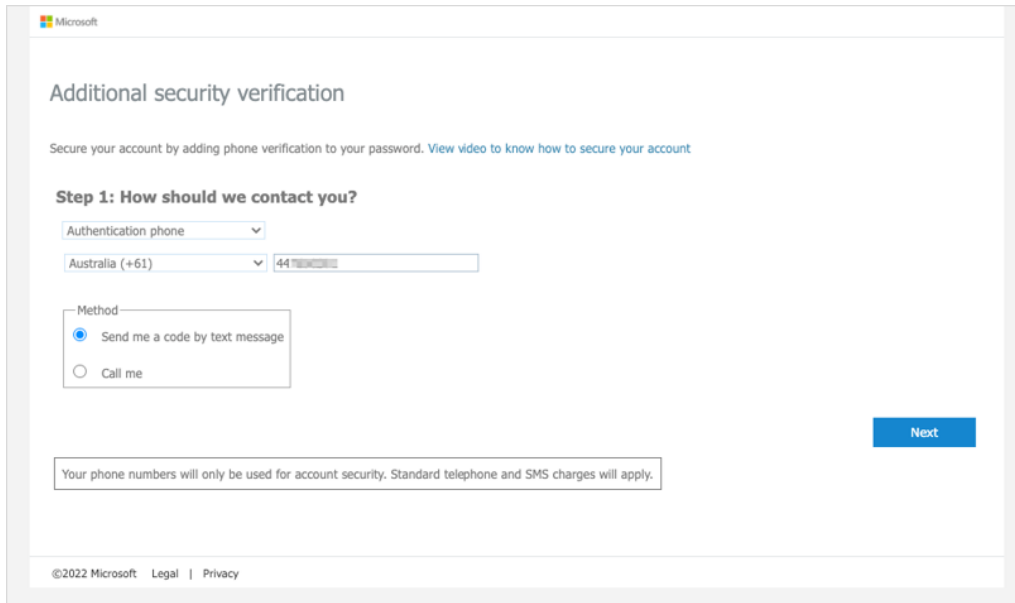 Microsoft
Additional security verification
Secure your account by adding phone verification to your password. View video to know how to secure your account
Step 1: How should we contact you?
Authentication phone
Australia (+61) 44
Method
Send me a code by text message
Call me
Next
Your phone numbers will only be used for account security. Standard telephone and SMS charges will apply.
©2022 Microsoft Legal | Privacy